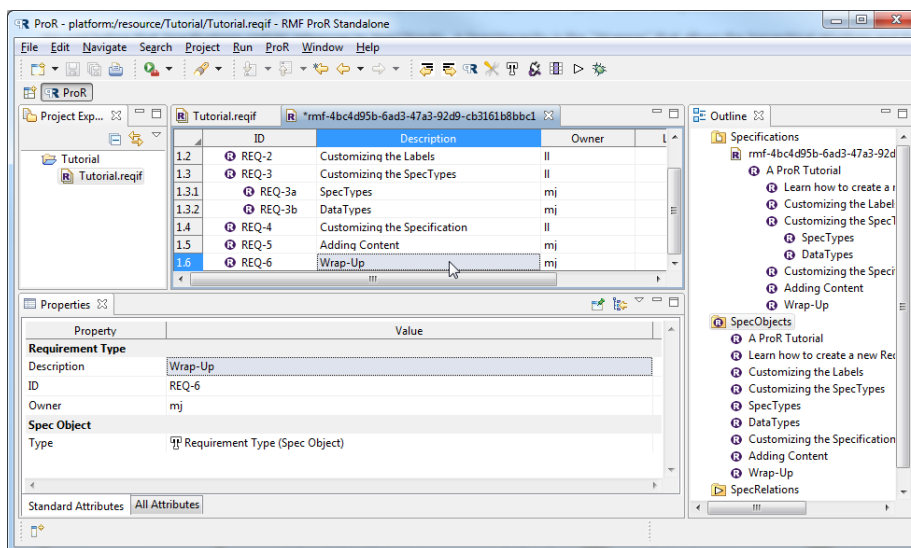 ProR - platform:/resource/Tutorial/Tutorial.reqif - RMF ProR Standalone
File Edit Navigate Search Project Run ProR Window Help
ProR
Project Exp...
Tutorial
Tutorial.reqif
Tutorial.reqif *rmf-4bc4d95b-6ad3-47a3-92d9-cb3161b8bbc1
ID Description Owner
1.2 REQ-2 Customizing the Labels ll
1.3 REQ-3 Customizing the SpecTypes ll
1.3.1 REQ-3a SpecTypes mj
1.3.2 REQ-3b DataTypes mj
1.4 REQ-4 Customizing the Specification ll
1.5 REQ-5 Adding Content mj
1.6 REQ-6 Wrap-Up mj
Outline
Specifications
rmf-4bc4d95b-6ad3-47a3-92d
A ProR Tutorial
Learn how to create a r
Customizing the Label
Customizing the SpecT
SpecTypes
DataTypes
Customizing the Speci
Adding Content
Wrap-Up
SpecObjects
A ProR Tutorial
Learn how to create a new Rec
Customizing the Labels
Customizing the SpecTypes
SpecTypes
DataTypes
Customizing the Specification
Adding Content
Wrap-Up
SpecRelations
Properties
Property Value
Requirement Type
Description Wrap-Up
ID REQ-6
Owner mj
Spec Object
Type Requirement Type (Spec Object)
Standard Attributes All Attributes